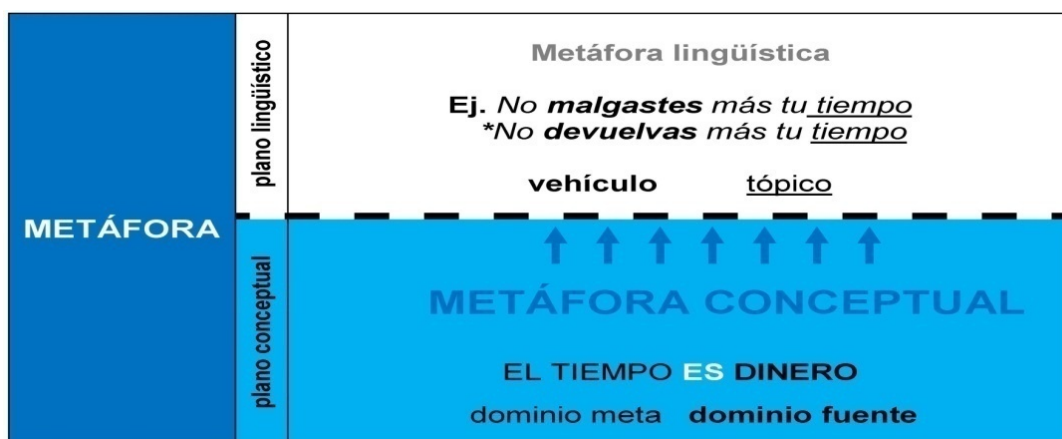 METÁFORA
plano lingüístico
Metáfora lingüística
Ej. No malgastes más tu tiempo
*No devuelvas más tu tiempo
vehículo tópico
plano conceptual
METÁFORA CONCEPTUAL
EL TIEMPO ES DINERO
dominio meta dominio fuente